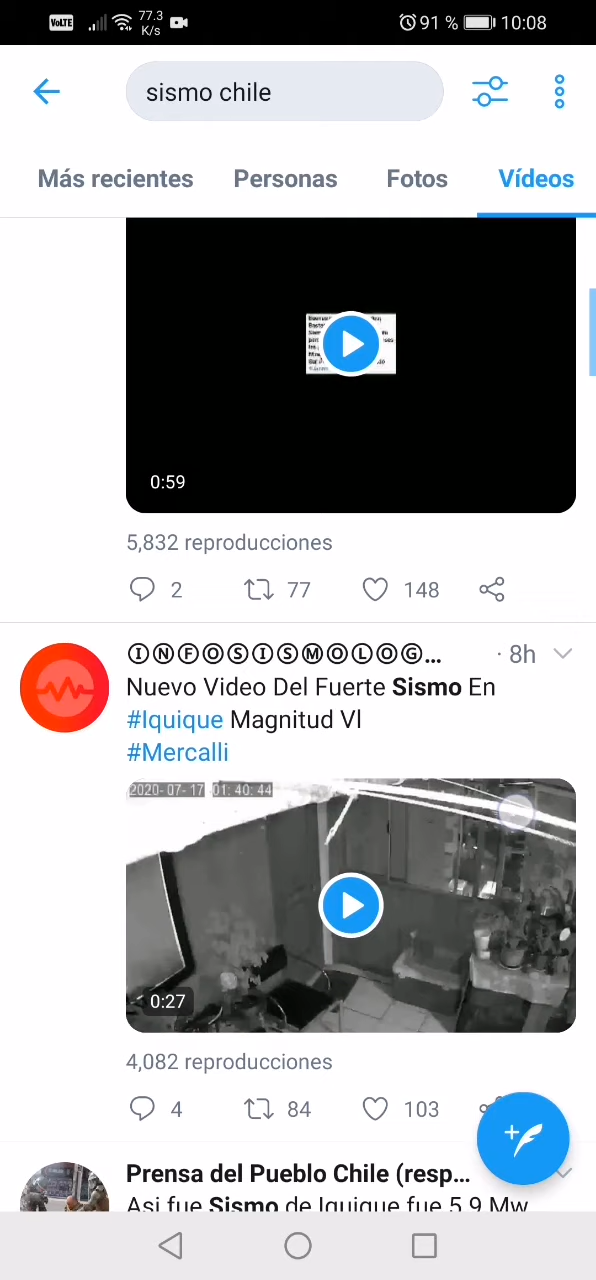 VoLTE 77.3 K/s 91 % 10:08
sismo chile
Más recientes Personas Fotos Vídeos
0:59
5,832 reproducciones
2 77 148
ⒾⓃⒻⓄⓈⒾⓈⓂⓄⓁⓄⒼ... · 8h
Nuevo Video Del Fuerte Sismo En
#Iquique Magnitud Vl
#Mercalli
2020-07-17 01:40:44
0:27
4,082 reproducciones
4 84 103
Prensa del Pueblo Chile (resp...
Asi fue Sismo de Iquique fue 5.9 Mw